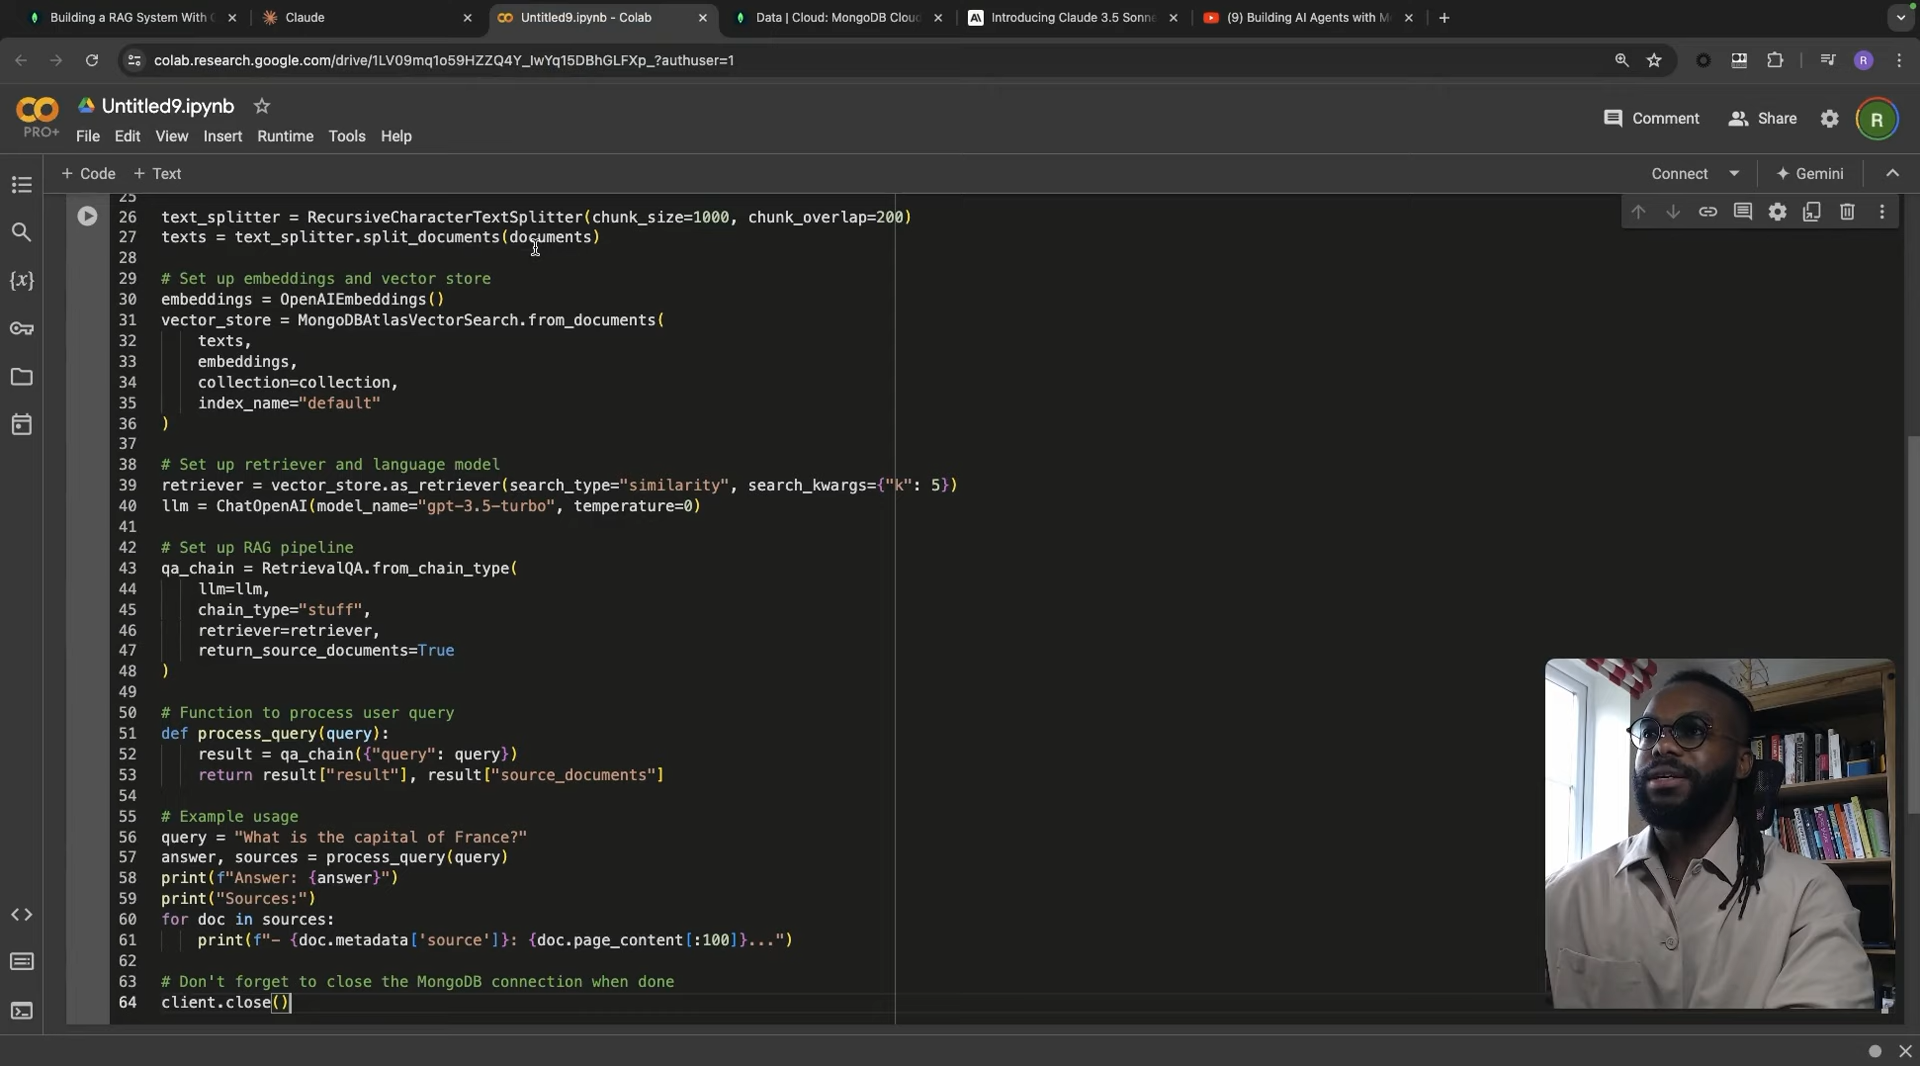 Building a RAG System With G
Claude
Untitled9.ipynb - Colab
Data | Cloud: MongoDB Cloud
Introducing Claude 3.5 Sonne
(9) Building AI Agents with M
colab.research.google.com/drive/1LV09mq1o59HZZQ4Y_IwYq15DBhGLFXp_?authuser=1
R
CO
PRO+
Untitled9.ipynb
Comment
Share
R
File Edit View Insert Runtime Tools Help
+ Code + Text
Connect
Gemini
25
26 text_splitter = RecursiveCharacterTextSplitter(chunk_size=1000, chunk_overlap=200)
27 texts = text_splitter.split_documents(documents)
28
29 # Set up embeddings and vector store
30 embeddings = OpenAIEmbeddings()
31 vector_store = MongoDBAtlasVectorSearch.from_documents(
32 texts,
33 embeddings,
34 collection=collection,
35 index_name="default"
36 )
37
38 # Set up retriever and language model
39 retriever = vector_store.as_retriever(search_type="similarity", search_kwargs={"k": 5})
40 llm = ChatOpenAI(model_name="gpt-3.5-turbo", temperature=0)
41
42 # Set up RAG pipeline
43 qa_chain = RetrievalQA.from_chain_type(
44 llm=llm,
45 chain_type="stuff",
46 retriever=retriever,
47 return_source_documents=True
48 )
49
50 # Function to process user query
51 def process_query(query):
52 result = qa_chain({"query": query})
53 return result["result"], result["source_documents"]
54
55 # Example usage
56 query = "What is the capital of France?"
57 answer, sources = process_query(query)
58 print(f"Answer: {answer}")
59 print("Sources:")
60 for doc in sources:
61 print(f"- {doc.metadata['source']}: {doc.page_content[:100]}...")
62
63 # Don't forget to close the MongoDB connection when done
64 client.close()